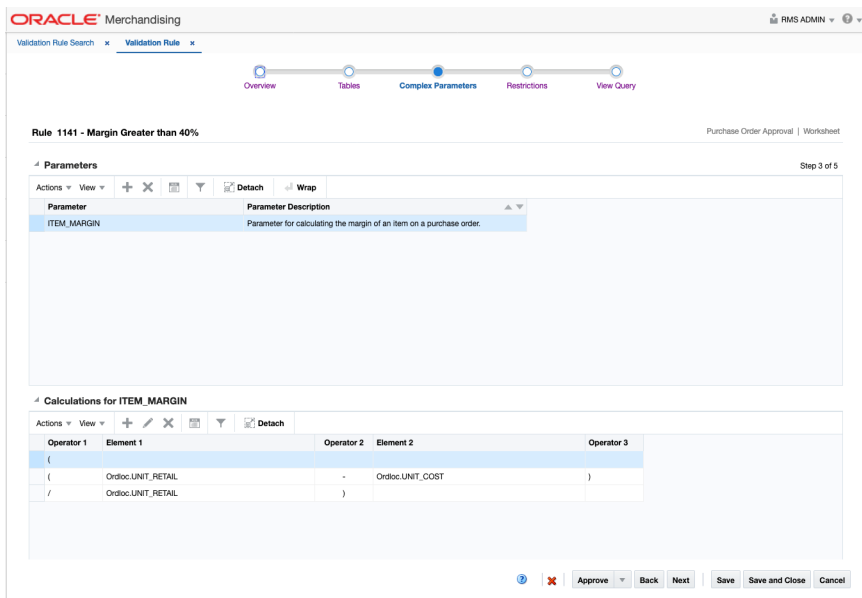 ORACLE® Merchandising
RMS ADMIN
Validation Rule Search x Validation Rule x
Overview Tables Complex Parameters Restrictions View Query
Rule 1141 - Margin Greater than 40% Purchase Order Approval | Worksheet
Parameters Step 3 of 5
Actions View Detach Wrap
Parameter Parameter Description
ITEM_MARGIN Parameter for calculating the margin of an item on a purchase order.
Calculations for ITEM_MARGIN
Actions View Detach
Operator 1 Element 1 Operator 2 Element 2 Operator 3
(
( Ordloc.UNIT_RETAIL - Ordloc.UNIT_COST )
/ Ordloc.UNIT_RETAIL )
? Approve Back Next Save Save and Close Cancel